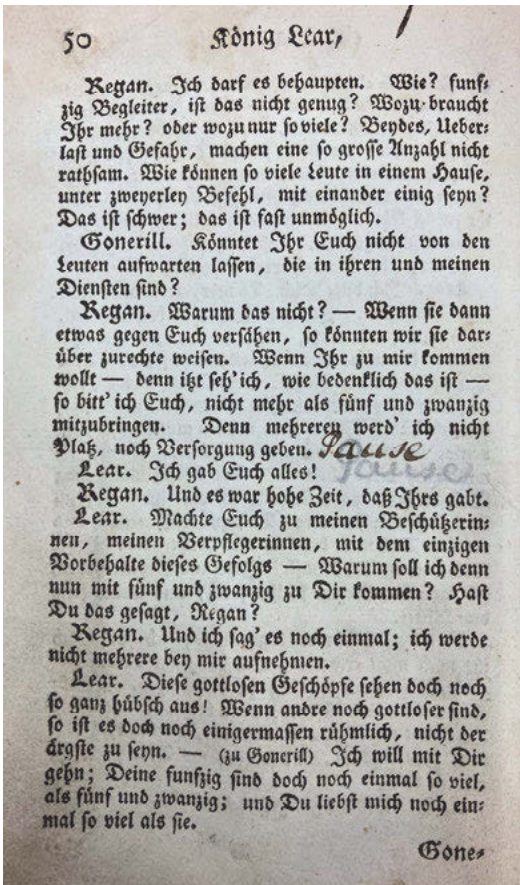 50 König Lear,
Regan. Ich darf es behaupten. Wie? funf-
zig Begleiter, ist das nicht genug? Wozu braucht
Ihr mehr? oder wozu nur so viele? Beydes, Ueber-
last und Gefahr, machen eine so grosse Anzahl nicht
rathsam. Wie können so viele Leute in einem Hause,
unter zweyerley Befehl, mit einander einig seyn?
Das ist schwer; das ist fast unmöglich.
Gonerill. Könntet Ihr Euch nicht von den
Leuten aufwarten lassen, die in ihren und meinen
Diensten sind?
Regan. Warum das nicht? — Wenn sie dann
etwas gegen Euch versähen, so könnten wir sie dar-
über zurechte weisen. Wenn Ihr zu mir kommen
wollt — denn itzt seh' ich, wie bedenklich das ist —
so bitt' ich Euch, nicht mehr als fünf und zwanzig
mitzubringen. Denn mehreren werd' ich nicht
Platz, noch Versorgung geben. Pause
Pause
Lear. Ich gab Euch alles!
Regan. Und es war hohe Zeit, daß Ihrs gabt.
Lear. Machte Euch zu meinen Beschützerin-
nen, meinen Verpflegerinnen, mit dem einzigen
Vorbehalte dieses Gefolgs — Warum soll ich denn
nun mit fünf und zwanzig zu Dir kommen? Hast
Du das gesagt, Regan?
Regan. Und ich sag' es noch einmal; ich werde
nicht mehrere bey mir aufnehmen.
Lear. Diese gottlosen Geschöpfe sehen doch noch
so ganz hübsch aus! Wenn andre noch gottloser sind,
so ist es doch noch einigermassen rühmlich, nicht der
ärgste zu seyn. — (zu Gonerill) Ich will mit Dir
gehn; Deine funfzig sind doch noch einmal so viel,
als fünf und zwanzig; und Du liebst mich noch ein-
mal so viel als sie.
Gone-